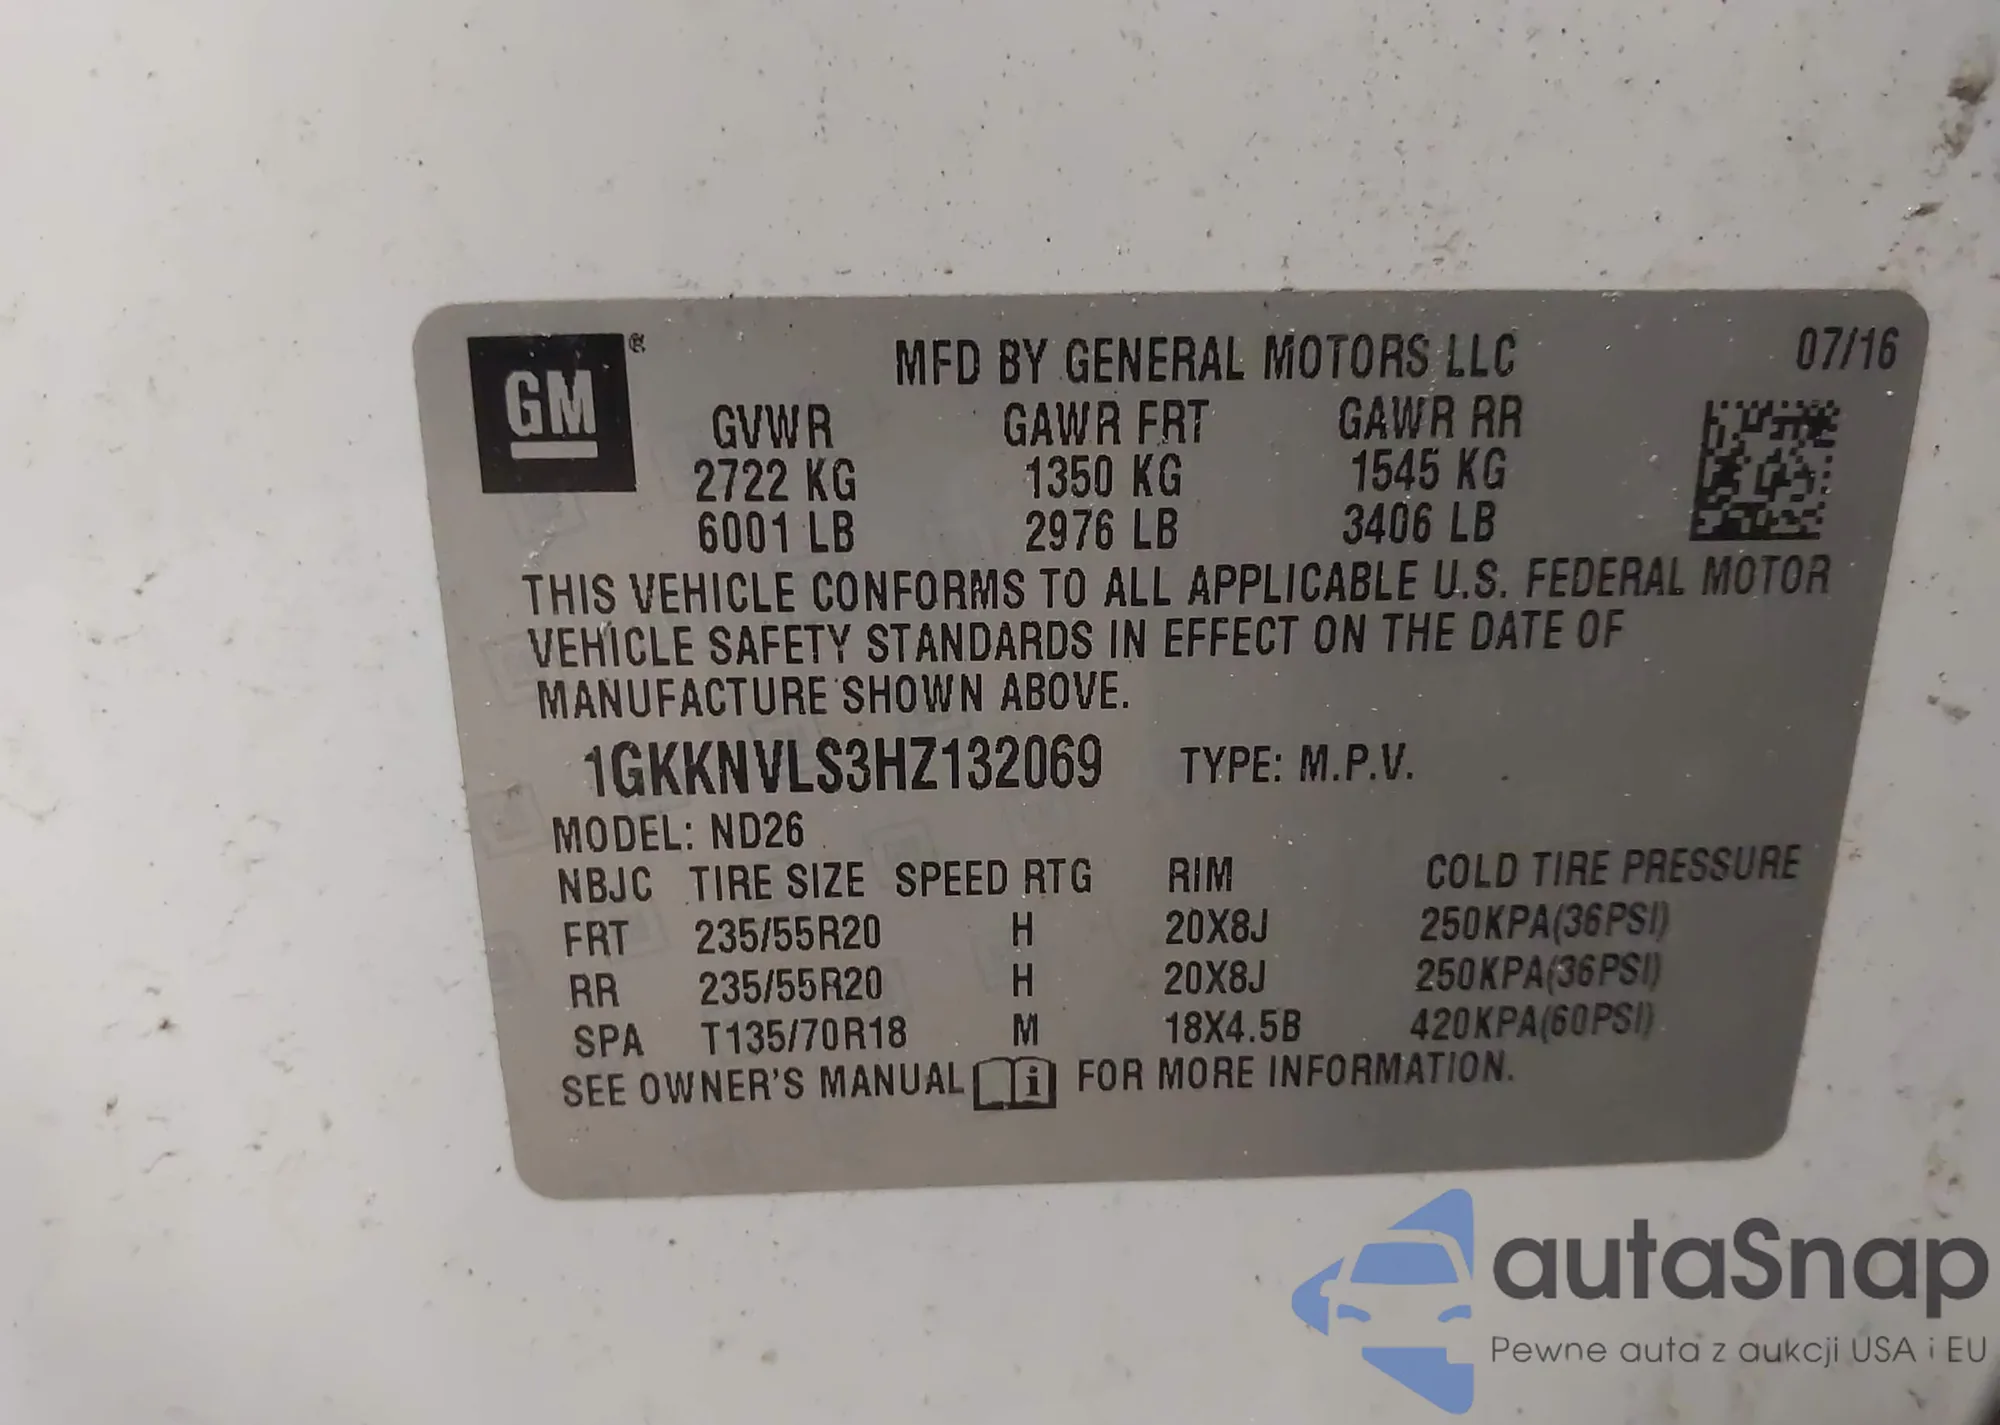 GM®
MFD BY GENERAL MOTORS LLC 07/16
GVWR GAWR FRT GAWR RR
2722 KG 1350 KG 1545 KG
6001 LB 2976 LB 3406 LB
THIS VEHICLE CONFORMS TO ALL APPLICABLE U.S. FEDERAL MOTOR
VEHICLE SAFETY STANDARDS IN EFFECT ON THE DATE OF
MANUFACTURE SHOWN ABOVE.
1GKKNVLS3HZ132069 TYPE: M.P.V.
MODEL: ND26
NBJC TIRE SIZE SPEED RTG RIM COLD TIRE PRESSURE
FRT 235/55R20 H 20X8J 250KPA(36PSI)
RR 235/55R20 H 20X8J 250KPA(36PSI)
SPA T135/70R18 M 18X4.5B 420KPA(60PSI)
SEE OWNER'S MANUAL i FOR MORE INFORMATION.
autaSnap
Pewne auta z aukcji USA i EU